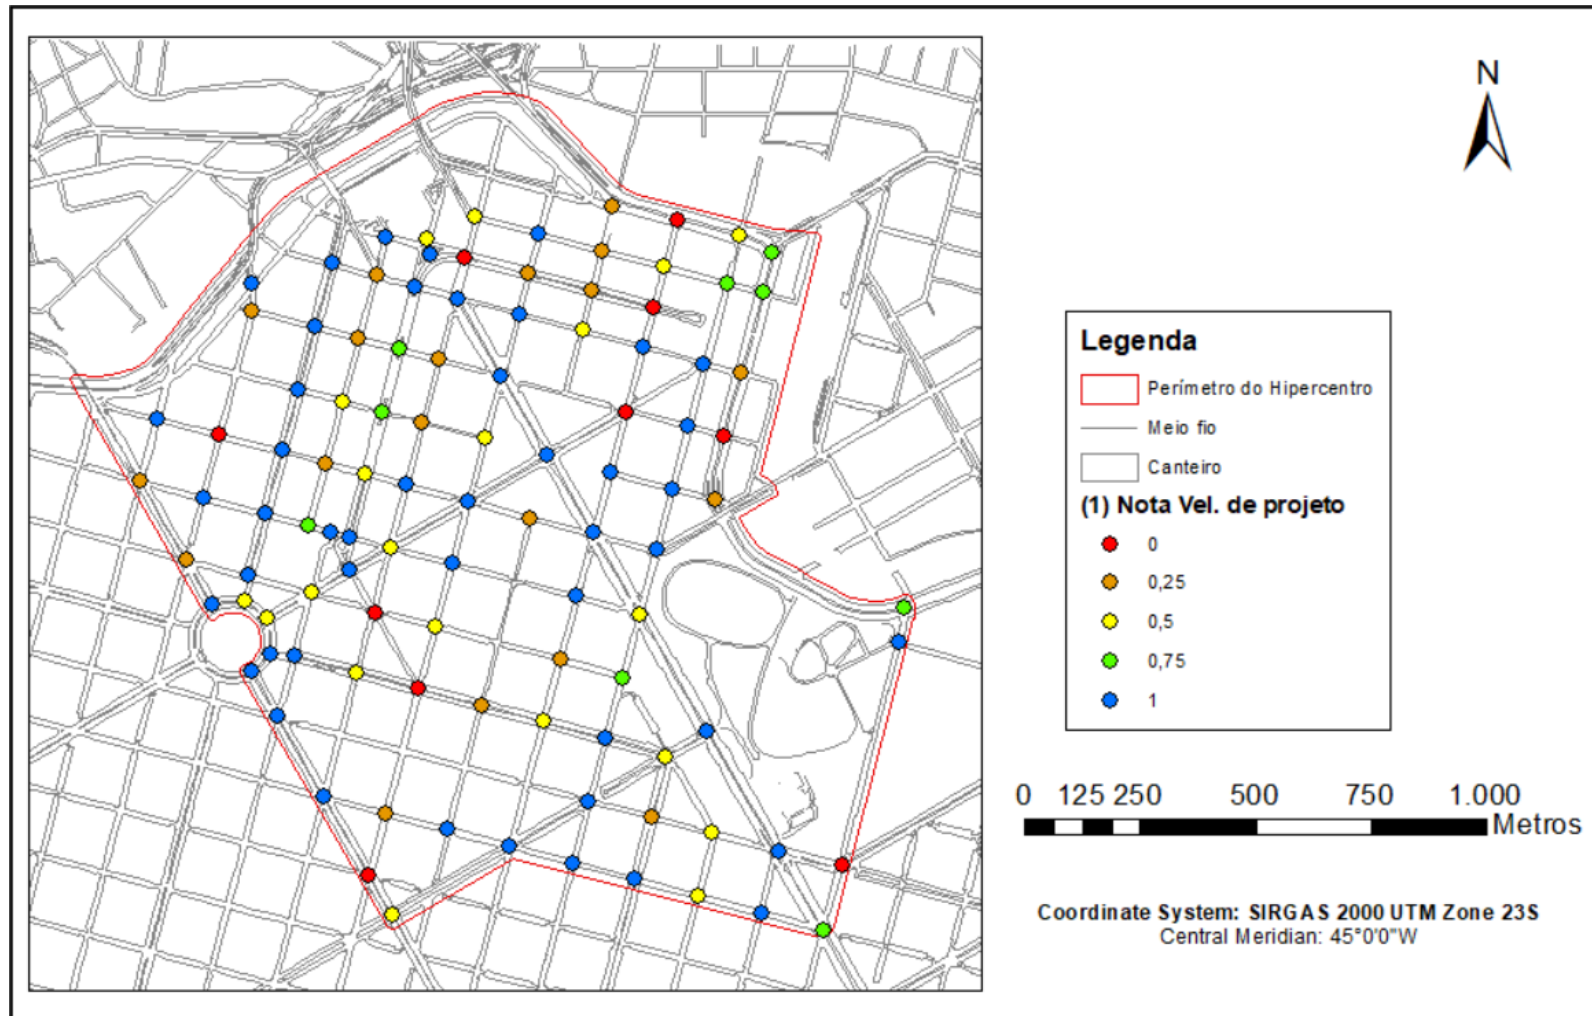 N
Legenda
Perímetro do Hipercentro
Meio fio
Canteiro
(1) Nota Vel. de projeto
0
0,25
0,5
0,75
1
0 125 250 500 750 1.000
Metros
Coordinate System: SIRGAS 2000 UTM Zone 23S
Central Meridian: 45°0'0"W